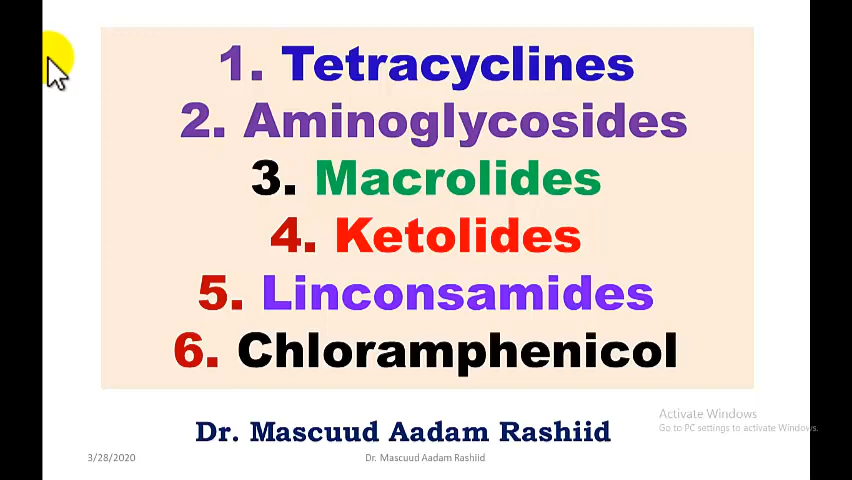 1. Tetracyclines
2. Aminoglycosides
3. Macrolides
4. Ketolides
5. Linconsamides
6. Chloramphenicol
Dr. Mascuud Aadam Rashiid
Activate Windows
Go to PC settings to activate Windows.
3/28/2020
Dr. Mascuud Aadam Rashiid